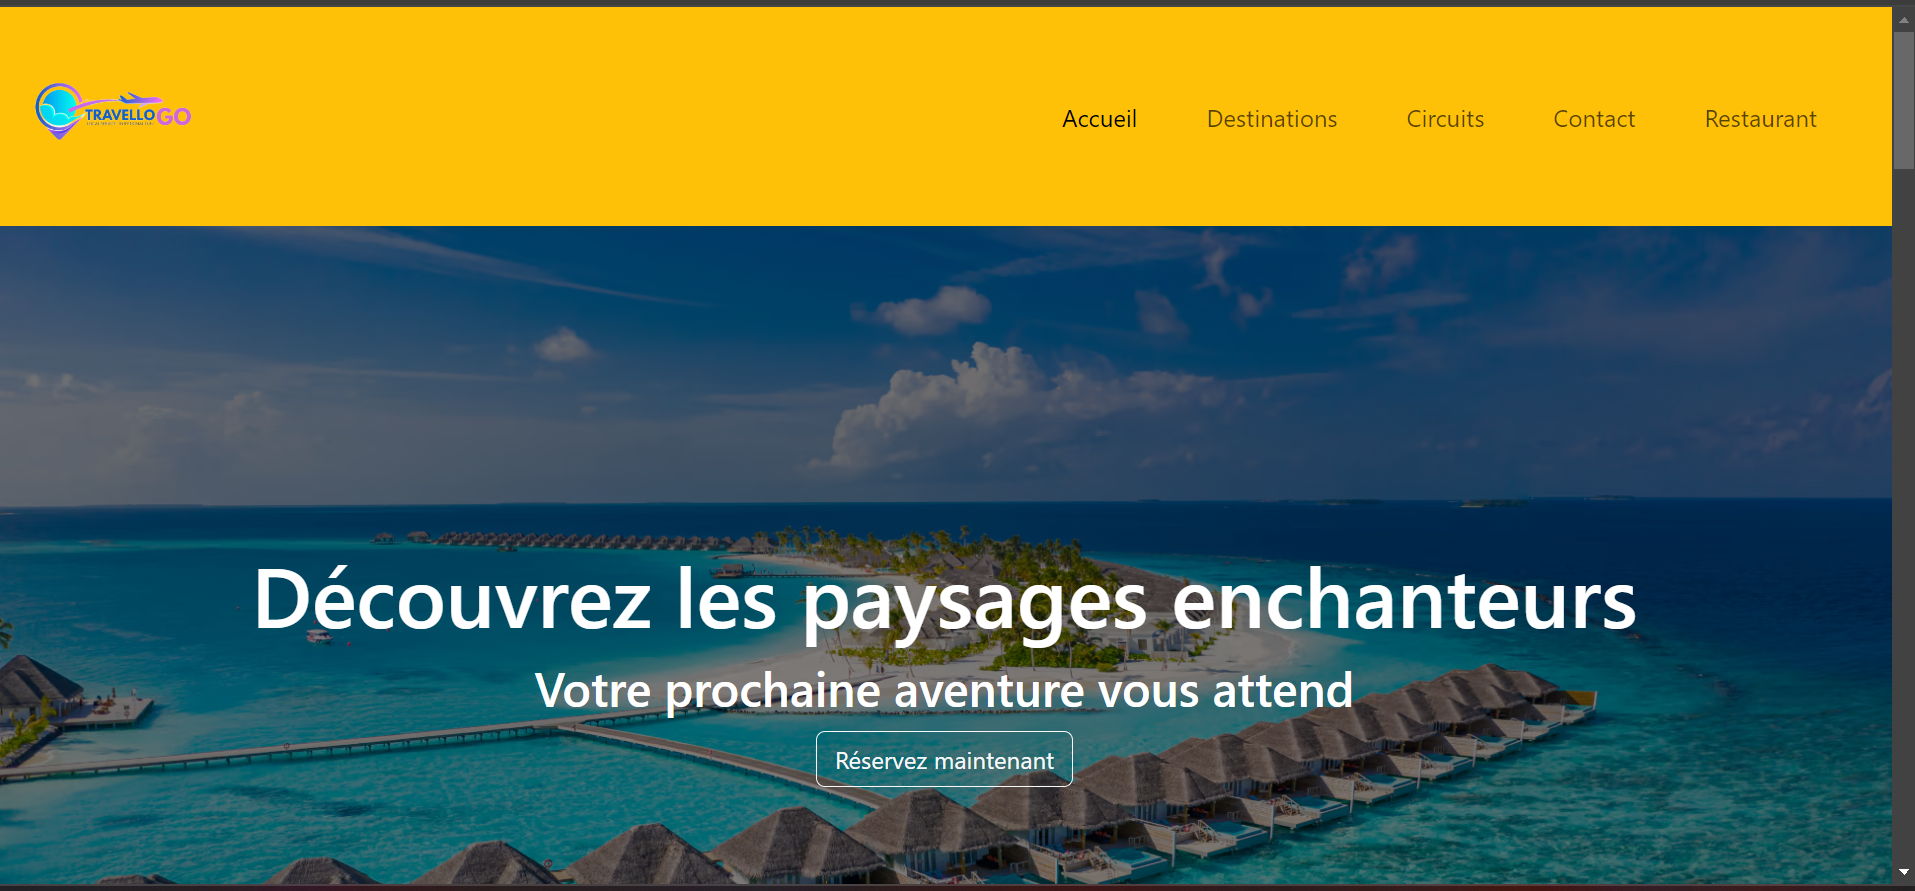 TRAVELLOGO
Accueil
Destinations
Circuits
Contact
Restaurant
Découvrez les paysages enchanteurs
Votre prochaine aventure vous attend
Réservez maintenant